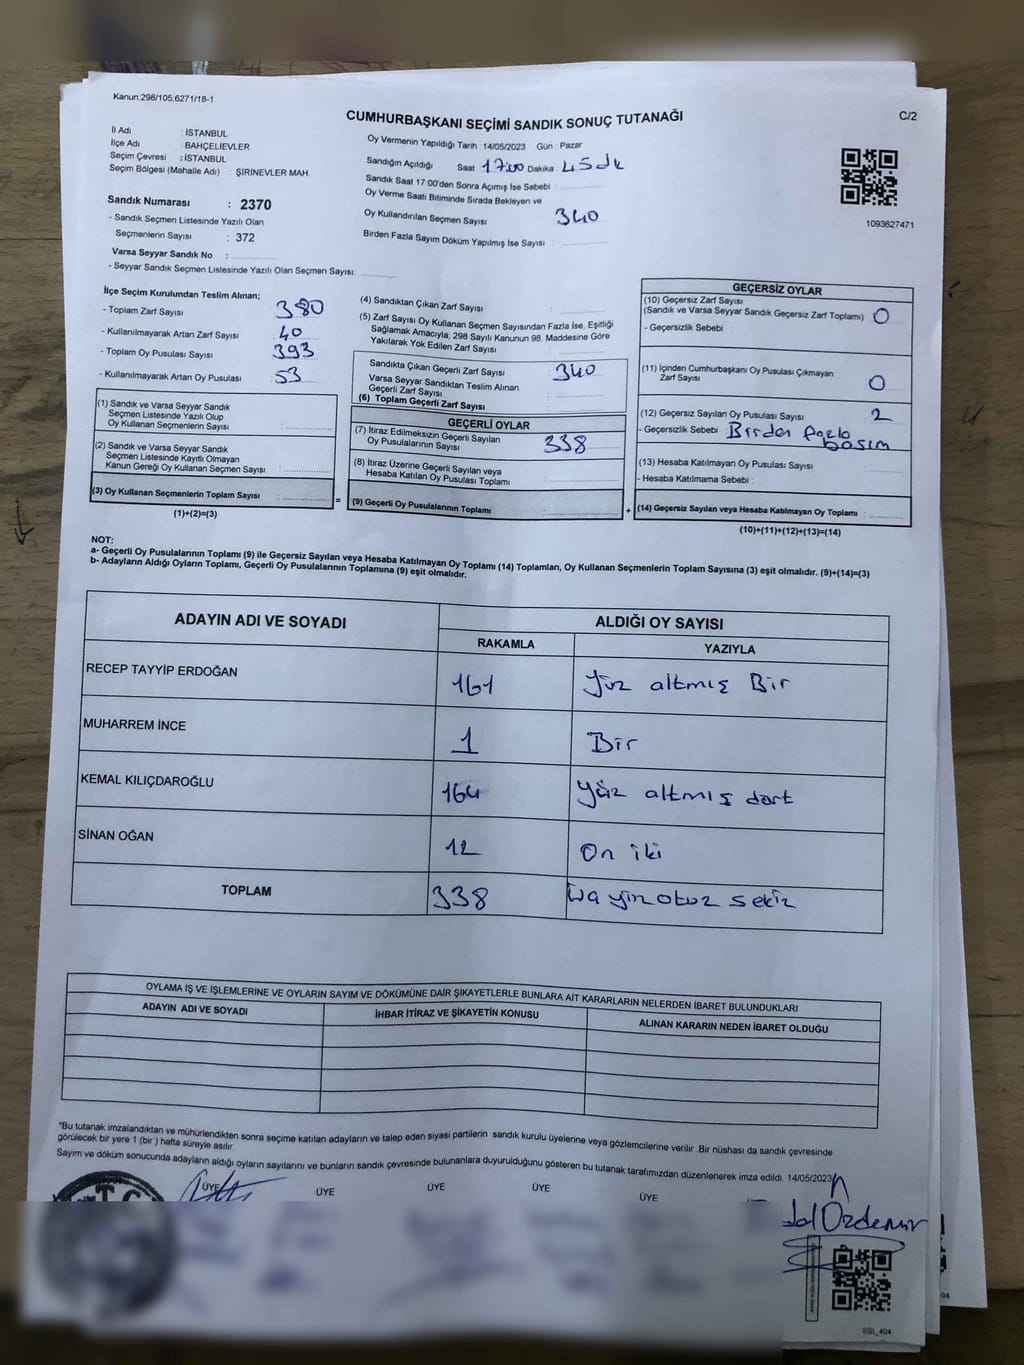 Kanun:298/105,6271/18-1
CUMHURBAŞKANI SEÇİMİ SANDIK SONUÇ TUTANAĞI
C/2
İl Adı : İSTANBUL
İlçe Adı : BAHÇELİEVLER
Seçim Çevresi : İSTANBUL
Seçim Bölgesi (Mahalle Adı) : ŞİRİNEVLER MAH.
Sandık Numarası : 2370
- Sandık Seçmen Listesinde Yazılı Olan
Seçmenlerin Sayısı : 372
Varsa Seyyar Sandık No :
- Seyyar Sandık Seçmen Listesinde Yazılı Olan Seçmen Sayısı:
Oy Vermenin Yapıldığı Tarih : 14/05/2023 Gün : Pazar
Sandığın Açıldığı Saat 17:00 Dakika 45 dk
Sandık Saat 17:00'den Sonra Açımış İse Sebebi :
Oy Verme Saati Bitiminde Sırada Bekleyen ve
Oy Kullandırılan Seçmen Sayısı 340
Birden Fazla Sayım Döküm Yapılmış İse Sayısı :
1093627471
İlçe Seçim Kurulundan Teslim Alınan;
- Toplam Zarf Sayısı 380
- Kullanılmayarak Artan Zarf Sayısı 40
- Toplam Oy Pusulası Sayısı 393
- Kullanılmayarak Artan Oy Pusulası 53
(1) Sandık ve Varsa Seyyar Sandık
Seçmen Listesinde Yazılı Olup
Oy Kullanan Seçmenlerin Sayısı :
(2) Sandık ve Varsa Seyyar Sandık
Seçmen Listesinde Kayıtlı Olmayan
Kanun Gereği Oy Kullanan Seçmen Sayısı :
(3) Oy Kullanan Seçmenlerin Toplam Sayısı :
(1)+(2)=(3)
=
(4) Sandıktan Çıkan Zarf Sayısı
(5) Zarf Sayısı Oy Kullanan Seçmen Sayısından Fazla İse, Eşitliği
Sağlamak Amacıyla, 298 Sayılı Kanunun 98. Maddesine Göre
Yakılarak Yok Edilen Zarf Sayısı
Sandıkta Çıkan Geçerli Zarf Sayısı 340
Varsa Seyyar Sandıktan Teslim Alınan
Geçerli Zarf Sayısı
(6) Toplam Geçerli Zarf Sayısı
GEÇERLİ OYLAR
(7) İtiraz Edilmeksizin Geçerli Sayılan
Oy Pusulalarının Sayısı 338
(8) İtiraz Üzerine Geçerli Sayılan veya
Hesaba Katılan Oy Pusulası Toplamı
(9) Geçerli Oy Pusulalarının Toplamı
+
GEÇERSİZ OYLAR
(10) Geçersiz Zarf Sayısı
(Sandık ve Varsa Seyyar Sandık Geçersiz Zarf Toplamı) 0
- Geçersizlik Sebebi :
(11) İçinden Cumhurbaşkanı Oy Pusulası Çıkmayan
Zarf Sayısı 0
(12) Geçersiz Sayılan Oy Pusulası Sayısı 2
- Geçersizlik Sebebi Birden fazla
basım
(13) Hesaba Katılmayan Oy Pusulası Sayısı
- Hesaba Katılmama Sebebi :
(14) Geçersiz Sayılan veya Hesaba Katılmayan Oy Toplamı :
(10)+(11)+(12)+(13)=(14)
NOT:
a- Geçerli Oy Pusulalarının Toplamı (9) ile Geçersiz Sayılan veya Hesaba Katılmayan Oy Toplamı (14) Toplamları, Oy Kullanan Seçmenlerin Toplam Sayısına (3) eşit olmalıdır. (9)+(14)=(3)
b- Adayların Aldığı Oyların Toplamı, Geçerli Oy Pusulalarının Toplamına (9) eşit olmalıdır.
ADAYIN ADI VE SOYADI ALDIĞI OY SAYISI
RAKAMLA YAZIYLA
RECEP TAYYİP ERDOĞAN 161 Yüz altmış Bir
MUHARREM İNCE 1 Bir
KEMAL KILIÇDAROĞLU 164 Yüz altmış dört
SİNAN OĞAN 12 On iki
TOPLAM 338 otuz sekiz
OYLAMA İŞ VE İŞLEMLERİNE VE OYLARIN SAYIM VE DÖKÜMÜNE DAİR ŞİKAYETLERLE BUNLARA AİT KARARLARIN NELERDEN İBARET BULUNDUKLARI
ADAYIN ADI VE SOYADI İHBAR İTİRAZ VE ŞİKAYETİN KONUSU ALINAN KARARIN NEDEN İBARET OLDUĞU
*Bu tutanak imzalandıktan ve mühürlendikten sonra seçime katılan adayların ve talep eden siyasi partilerin sandık kurulu üyelerine veya gözlemcilerine verilir. Bir nüshası da sandık çevresinde
görülecek bir yere 1 (bir ) hafta süreyle asılır.
Sayım ve döküm sonucunda adayların aldığı oyların sayılarını ve bunların sandık çevresinde bulunanlara duyurulduğunu gösteren bu tutanak tarafımızdan düzenlenerek imza edildi. 14/05/2023
ÜYE ÜYE ÜYE ÜYE ÜYE
T.C
Özdemir
SSI_404
04